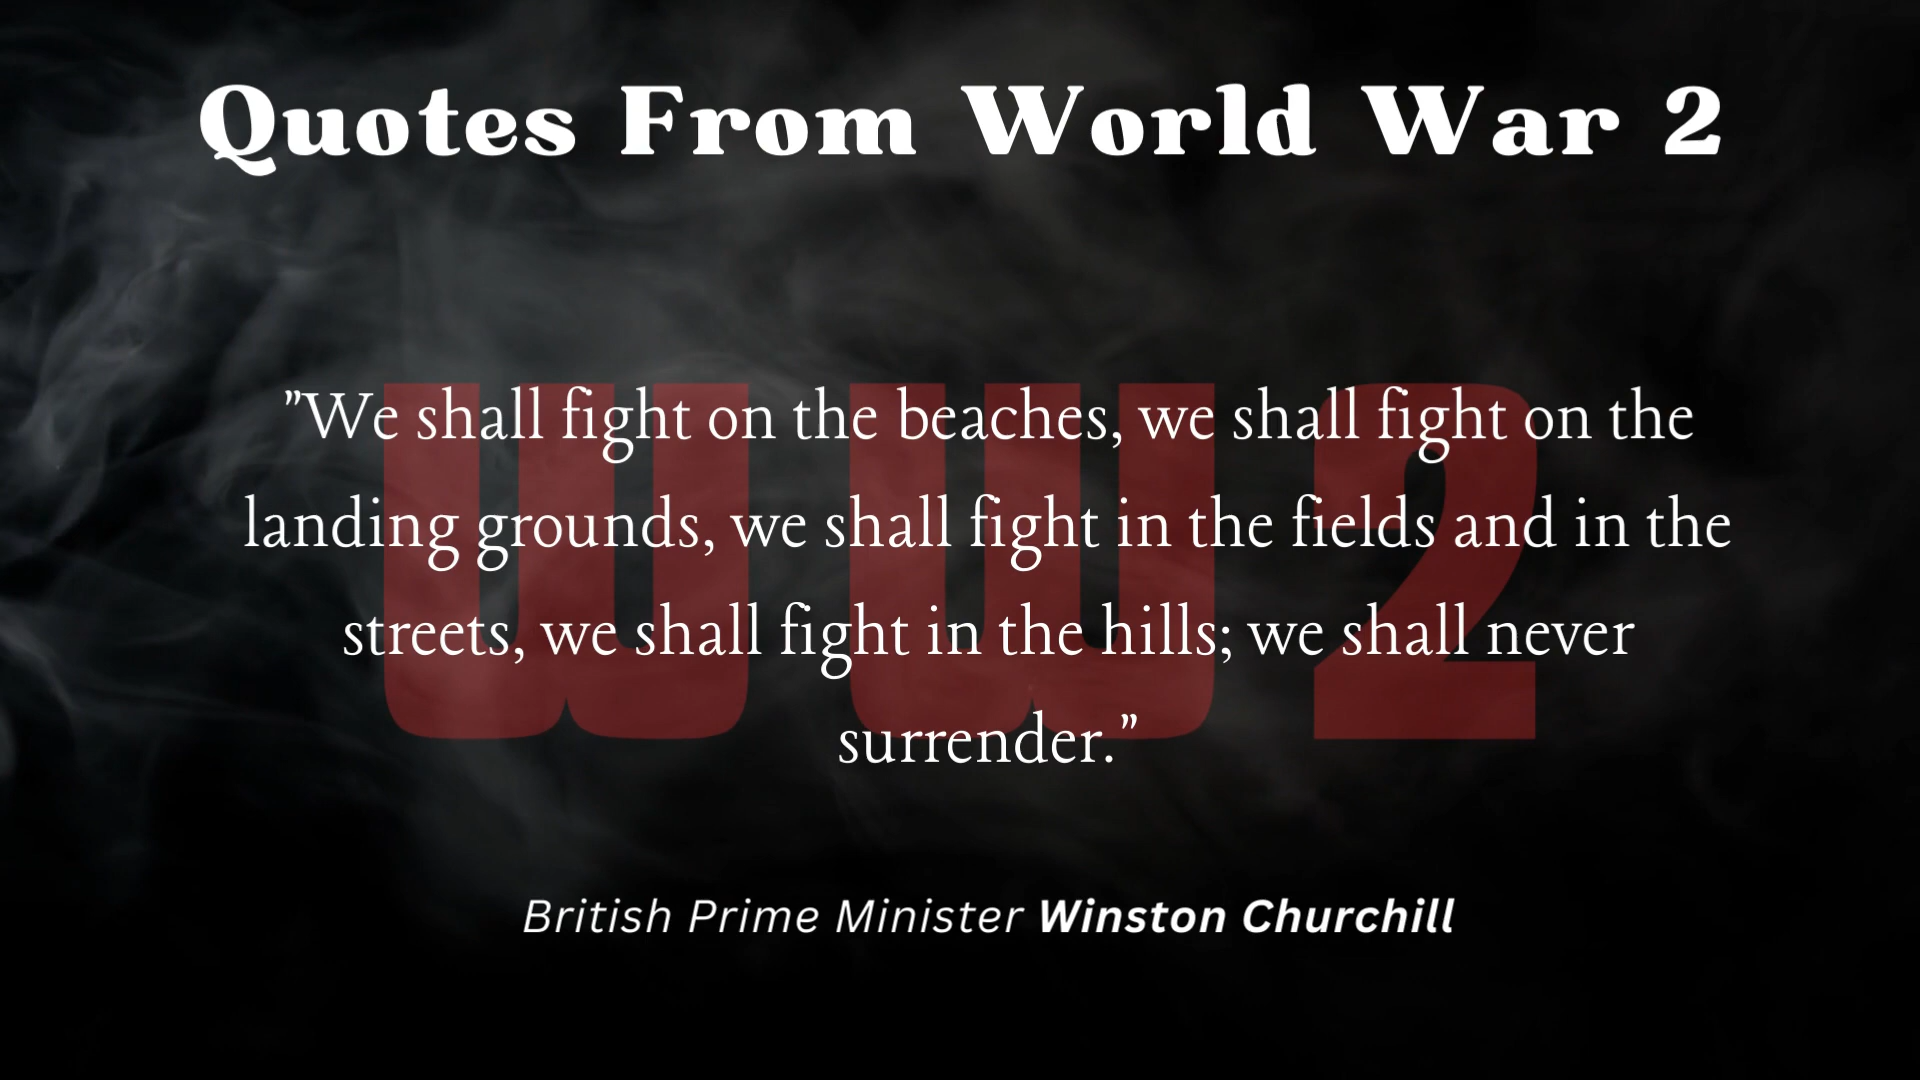 Quotes From World War 2
WW2
"We shall fight on the beaches, we shall fight on the
landing grounds, we shall fight in the fields and in the
streets, we shall fight in the hills; we shall never
surrender."
British Prime Minister Winston Churchill